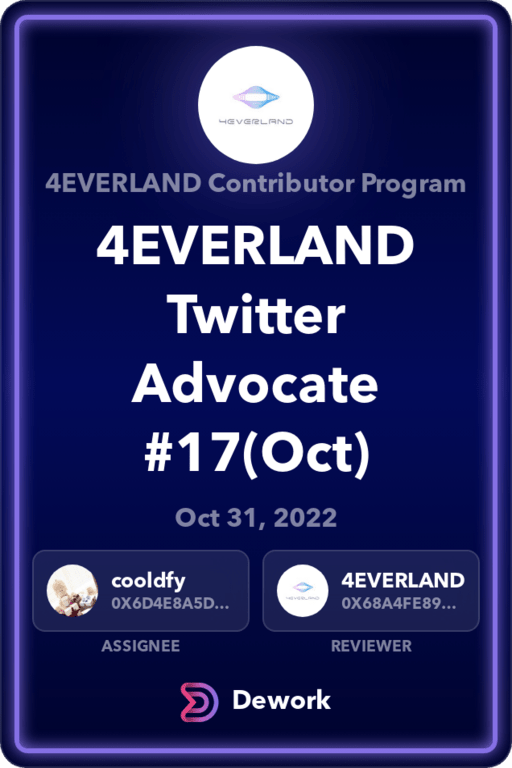 4EVERLAND
4EVERLAND Contributor Program
4EVERLAND
Twitter
Advocate
#17(Oct)
Oct 31, 2022
cooldfy
0X6D4E8A5D...
4EVERLAND
4EVERLAND
0X68A4FE89...
ASSIGNEE
REVIEWER
Dework